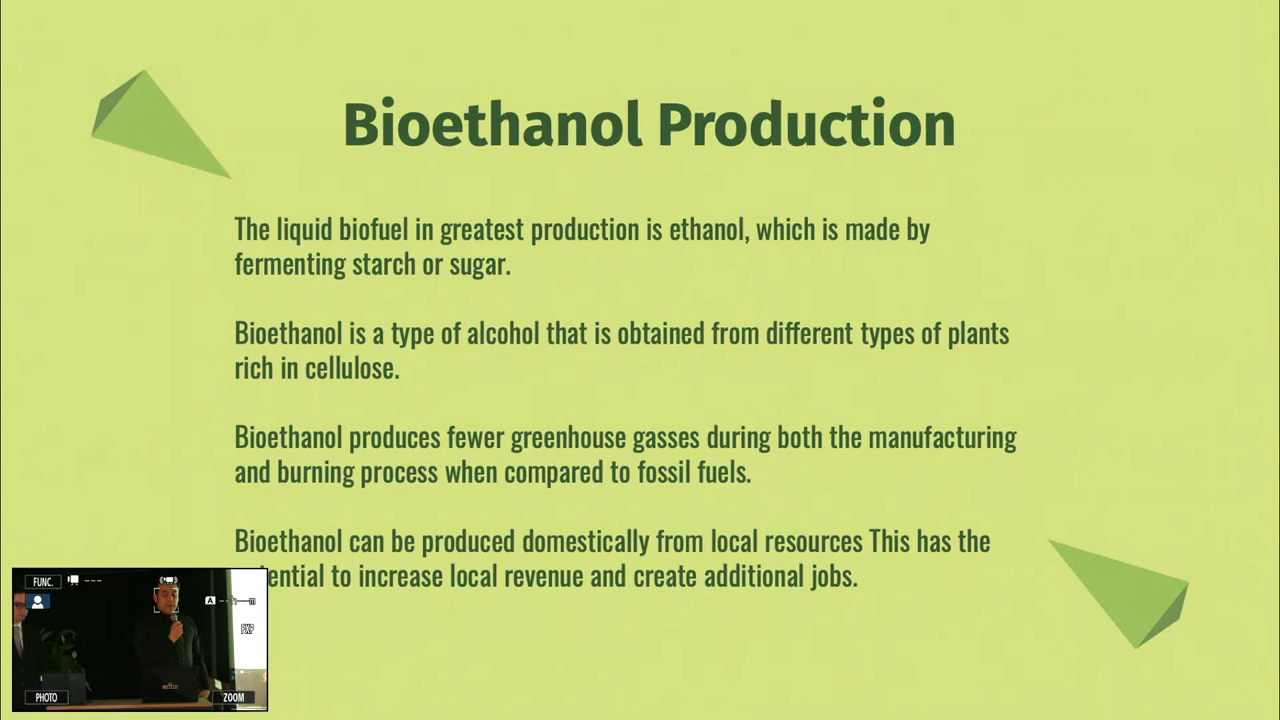 Bioethanol Production
The liquid biofuel in greatest production is ethanol, which is made by
fermenting starch or sugar.
Bioethanol is a type of alcohol that is obtained from different types of plants
rich in cellulose.
Bioethanol produces fewer greenhouse gasses during both the manufacturing
and burning process when compared to fossil fuels.
Bioethanol can be produced domestically from local resources This has the
ential to increase local revenue and create additional jobs.
FUNC.
A
PHOTO
ZOOM